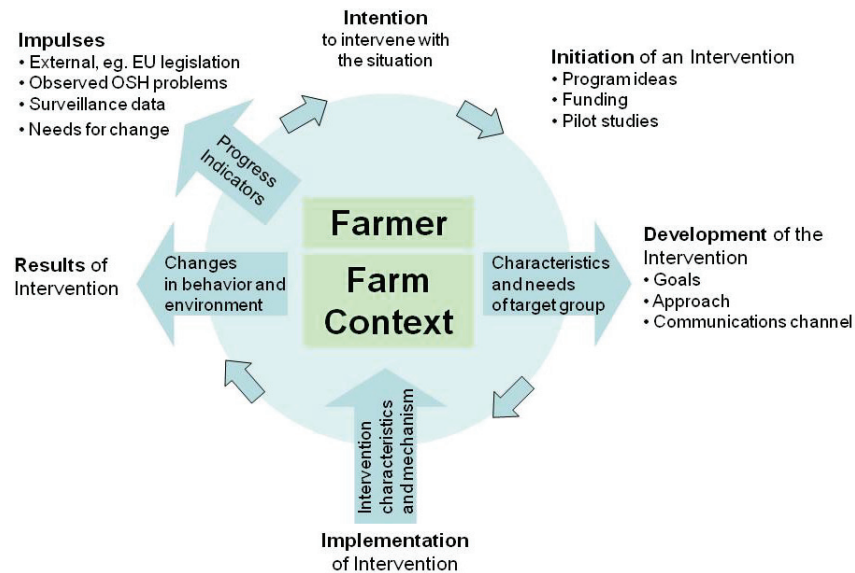 Intention
to intervene with
the situation
Impulses
• External, eg. EU legislation
• Observed OSH problems
• Surveillance data
• Needs for change
Initiation of an Intervention
• Program ideas
• Funding
• Pilot studies
Progress
Indicators
Farmer
Farm
Context
Results of
Intervention
Changes
in behavior and
environment
Characteristics
and needs
of target group
Development of the
Intervention
• Goals
• Approach
• Communications channel
Intervention
characteristics
and mechanism
Implementation
of Intervention